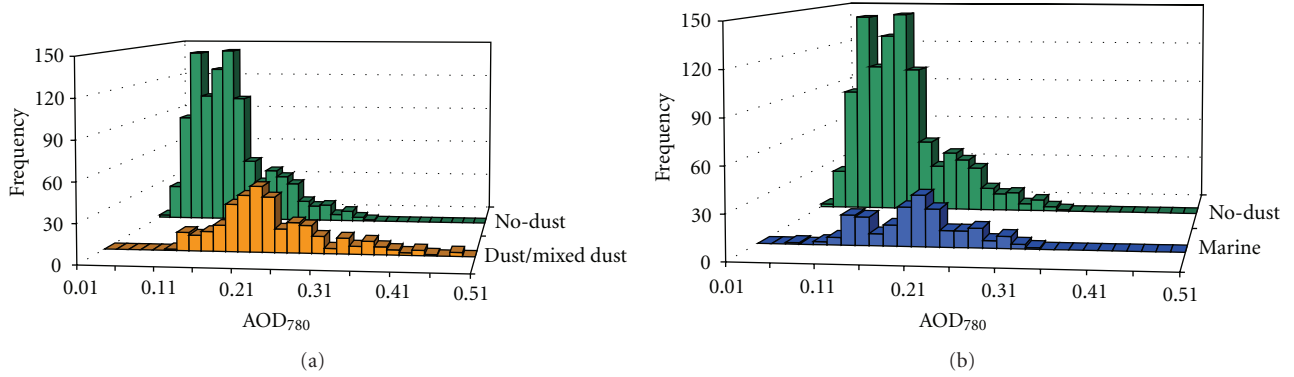 150
120
90
60
30
0
Frequency
0.01 0.11 0.21 0.31 0.41 0.51
AOD780
No-dust
Dust/mixed dust
(a)
150
120
90
60
30
0
Frequency
0.01 0.11 0.21 0.31 0.41 0.51
AOD780
No-dust
Marine
(b)